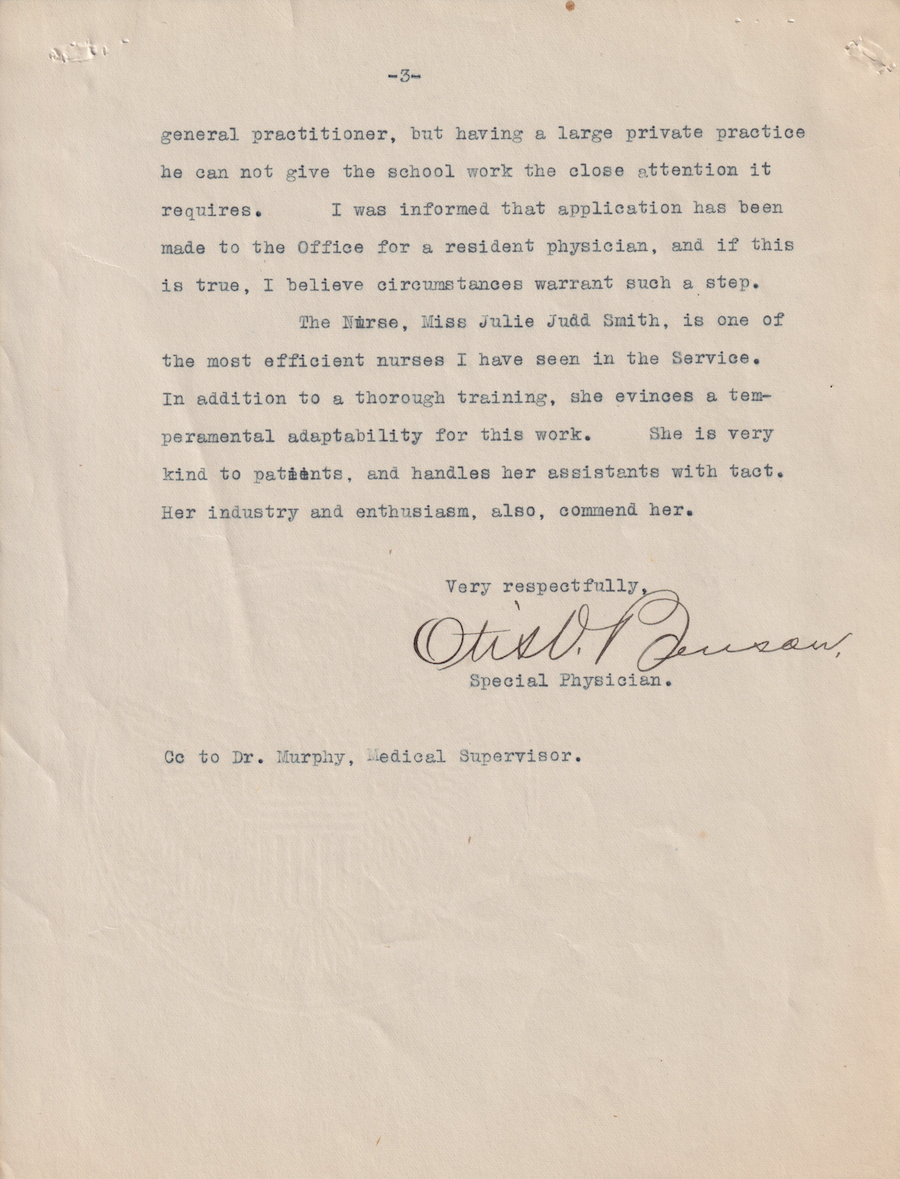 -3-
general practitioner, but having a large private practice
he can not give the school work the close attention it
requires. I was informed that application has been
made to the Office for a resident physician, and if this
is true, I believe circumstances warrant such a step.
The Nurse, Miss Julie Judd Smith, is one of
the most efficient nurses I have seen in the Service.
In addition to a thorough training, she evinces a tem-
peramental adaptability for this work. She is very
kind to patients, and handles her assistants with tact.
Her industry and enthusiasm, also, commend her.
Very respectfully,
Otis O. Benson.
Special Physician.
Cc to Dr. Murphy, Medical Supervisor.